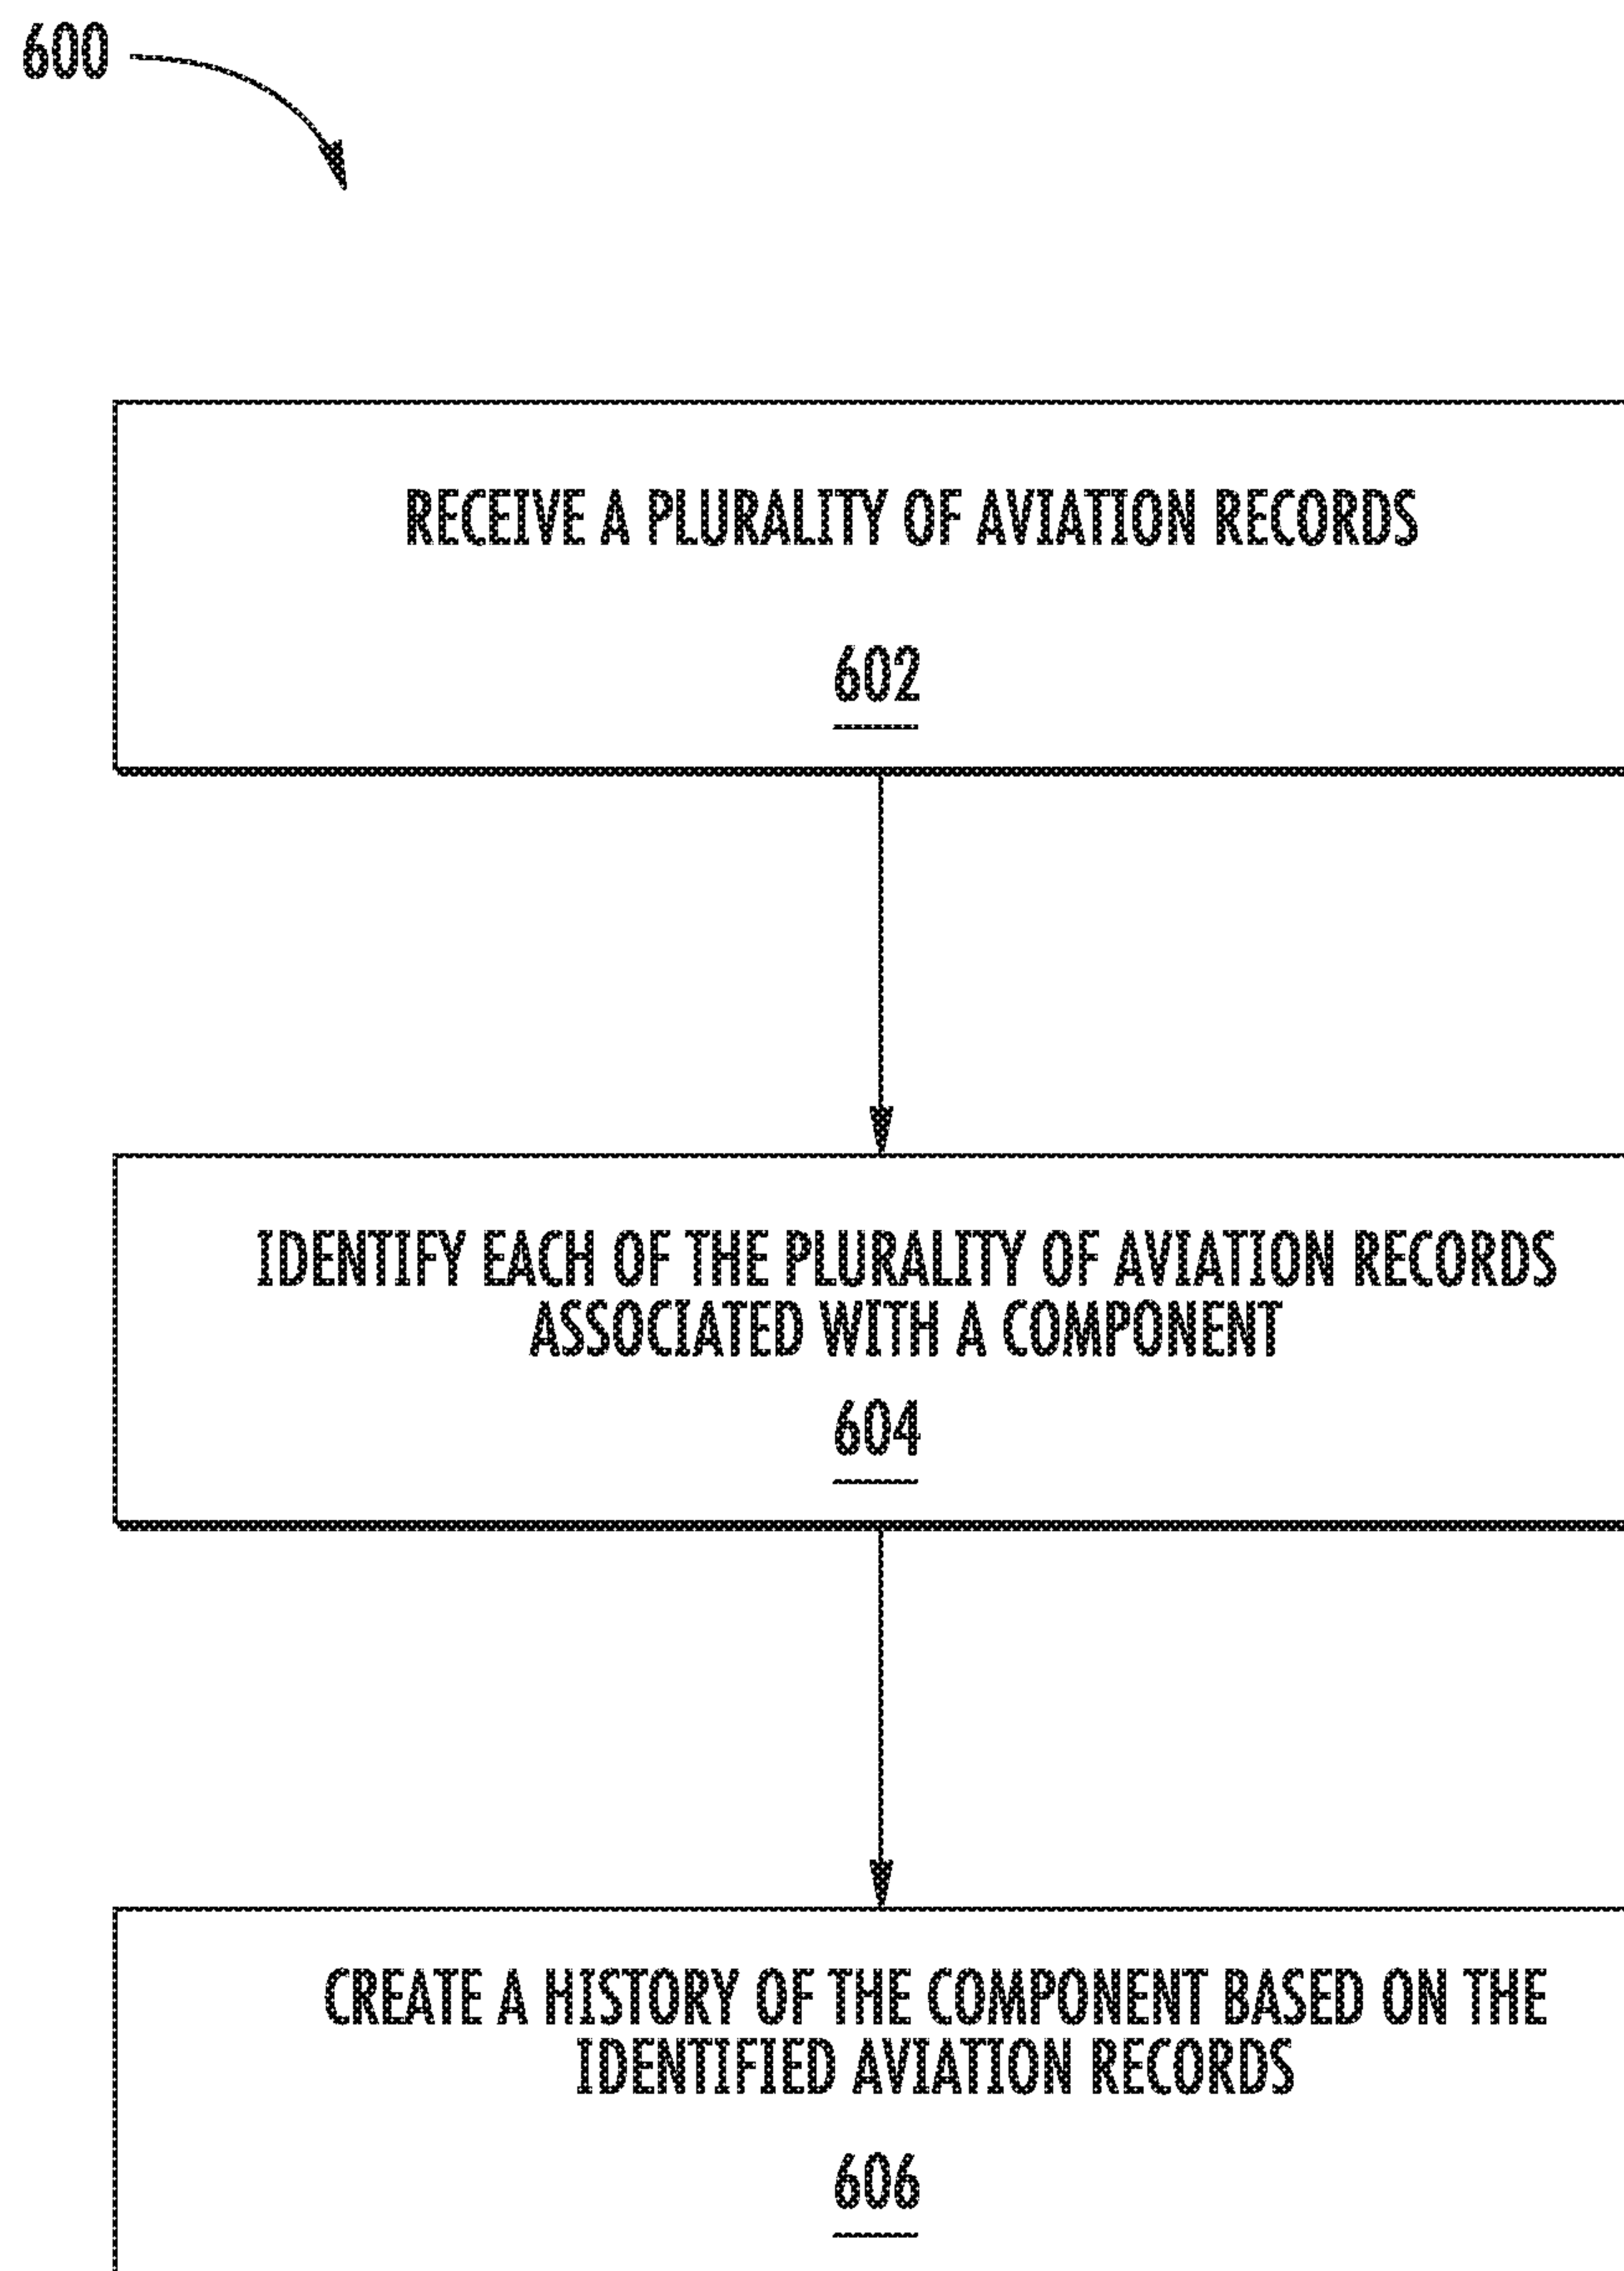 600
RECEIVE A PLURALITY OF AVIATION RECORDS
602
IDENTIFY EACH OF THE PLURALITY OF AVIATION RECORDS
ASSOCIATED WITH A COMPONENT
604
CREATE A HISTORY OF THE COMPONENT BASED ON THE
IDENTIFIED AVIATION RECORDS
606